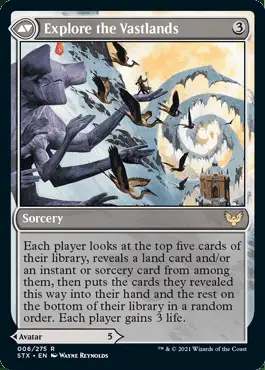 Explore the Vastlands 3
Sorcery
Each player looks at the top five cards of
their library, reveals a land card and/or
an instant or sorcery card from among
them, then puts the cards they revealed
this way into their hand and the rest on
the bottom of their library in a random
order. Each player gains 3 life.
Avatar 5
006/275 R
STX • EN WAYNE REYNOLDS ™ & © 2021 Wizards of the Coast